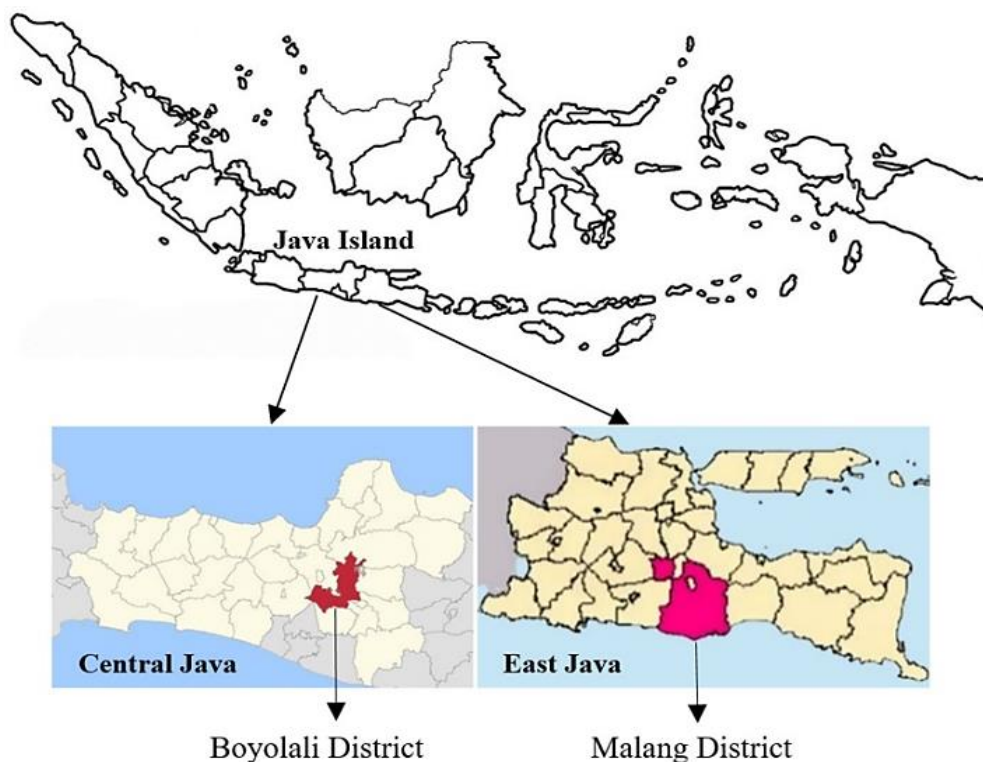 Java Island
Central Java
East Java
Boyolali District
Malang District